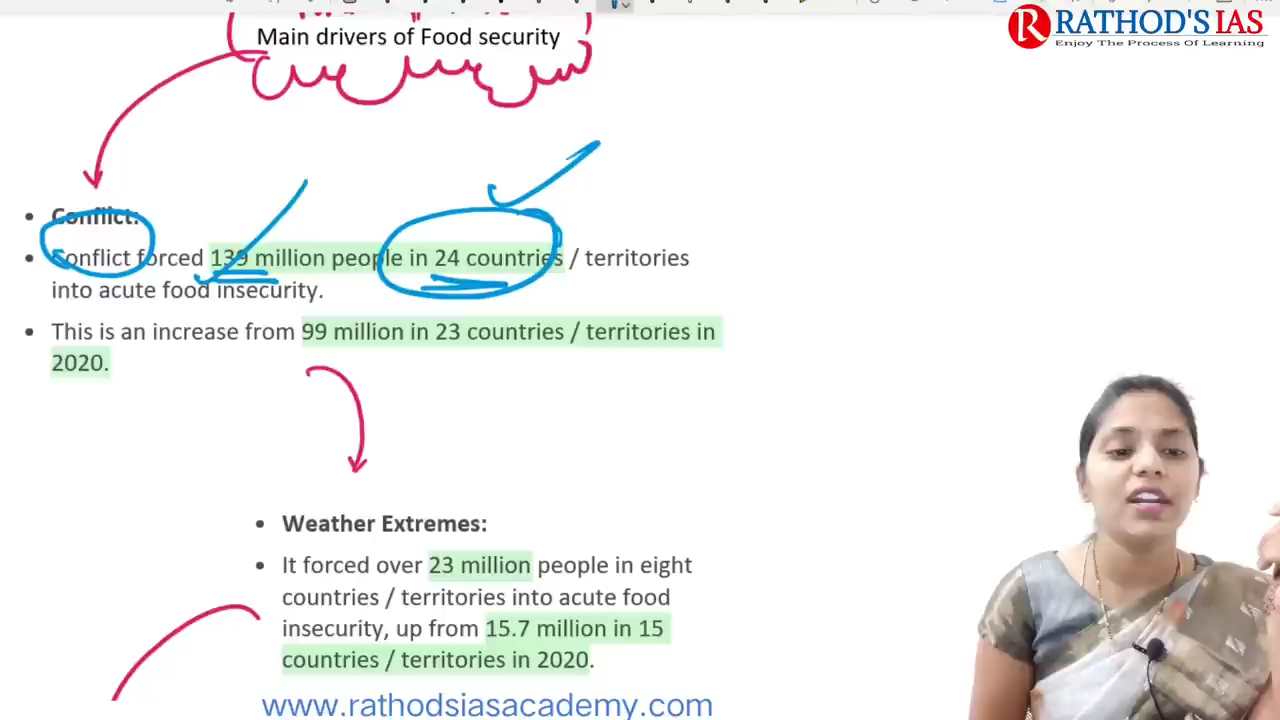 RATHOD'S IAS
Enjoy The Process Of Learning
Main drivers of Food security
• Conflict:
• Conflict forced 139 million people in 24 countries / territories
into acute food insecurity.
• This is an increase from 99 million in 23 countries / territories in
2020.
• Weather Extremes:
• It forced over 23 million people in eight
countries / territories into acute food
insecurity, up from 15.7 million in 15
countries / territories in 2020.
www.rathodsiasacademy.com